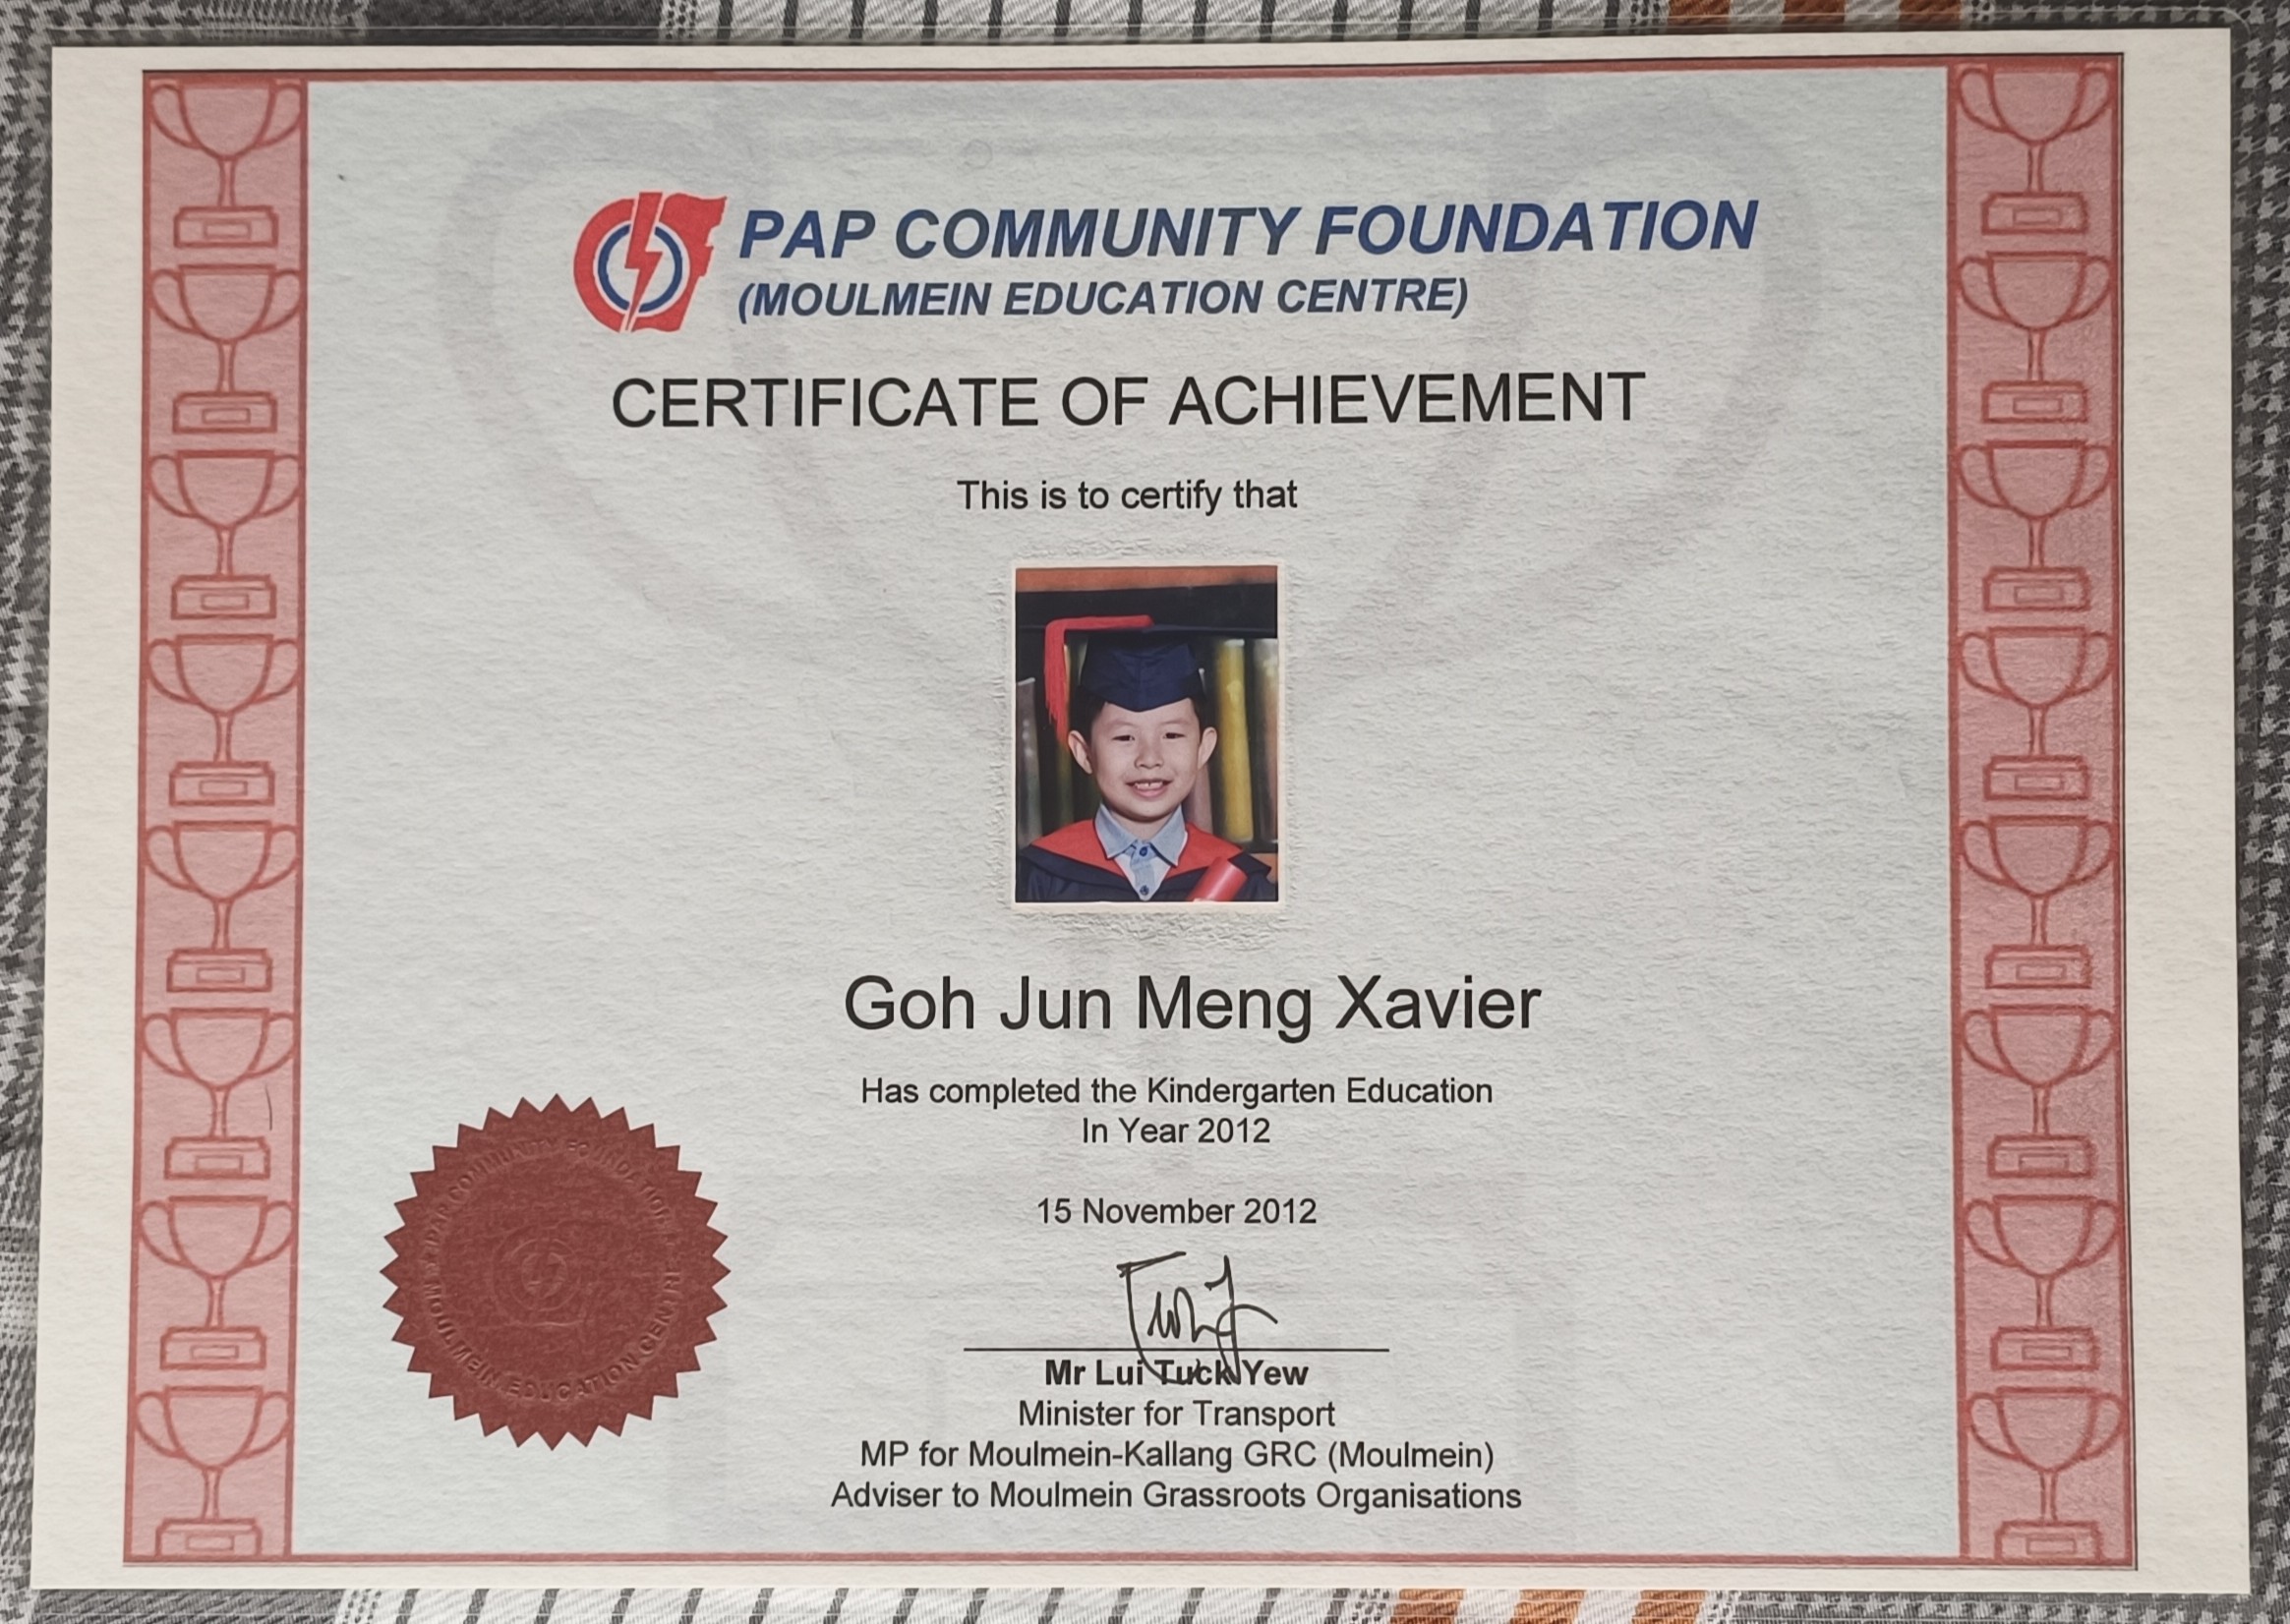 PAP COMMUNITY FOUNDATION
(MOULMEIN EDUCATION CENTRE)
CERTIFICATE OF ACHIEVEMENT
This is to certify that
Goh Jun Meng Xavier
Has completed the Kindergarten Education
In Year 2012
15 November 2012
Mr Lui Tuck Yew
Minister for Transport
MP for Moulmein-Kallang GRC (Moulmein)
Adviser to Moulmein Grassroots Organisations
PAP COMMUNITY FOUNDATION
MOULMEIN EDUCATION CENTRE